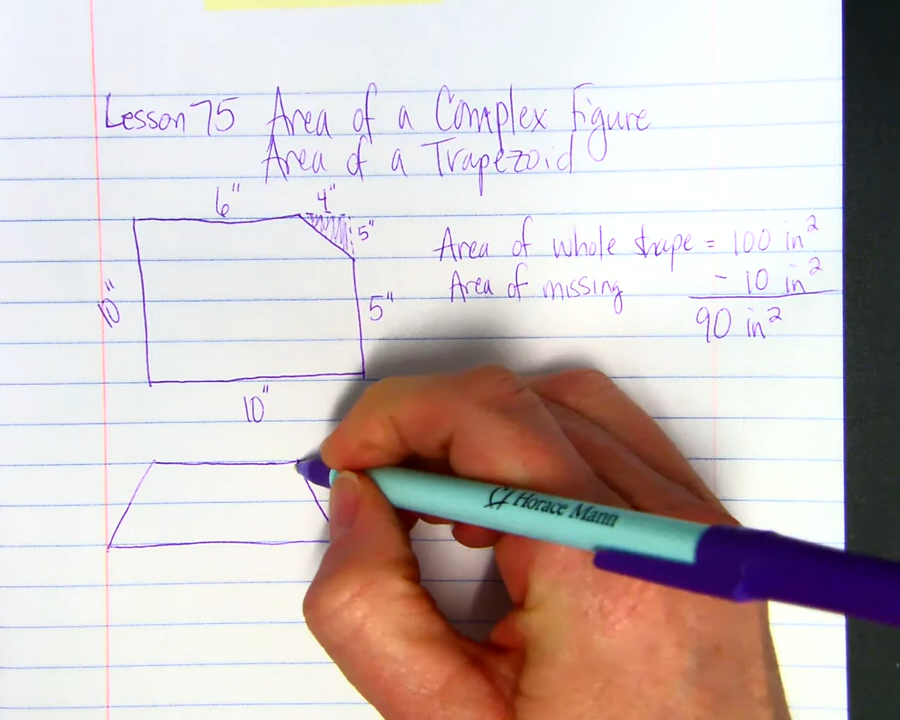 Lesson 75 Area of a Complex Figure
Area of a Trapezoid
6" 4"
5"
Area of whole shape = 100 in²
10"
5"
Area of missing - 10 in²
90 in²
10"
Horace Mann